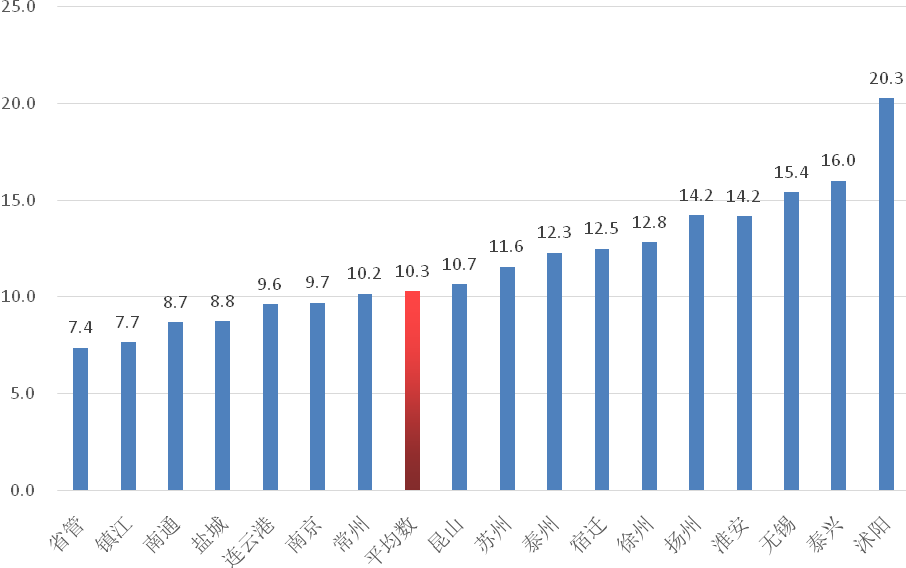 25.0
20.0
15.0
10.0
5.0
0.0
7.4
7.7
8.7
8.8
9.6
9.7
10.2
10.3
10.7
11.6
12.3
12.5
12.8
14.2
14.2
15.4
16.0
20.3
省管
镇江
南通
盐城
连云港
南京
常州
平均数
昆山
苏州
泰州
宿迁
徐州
扬州
淮安
无锡
泰兴
沭阳